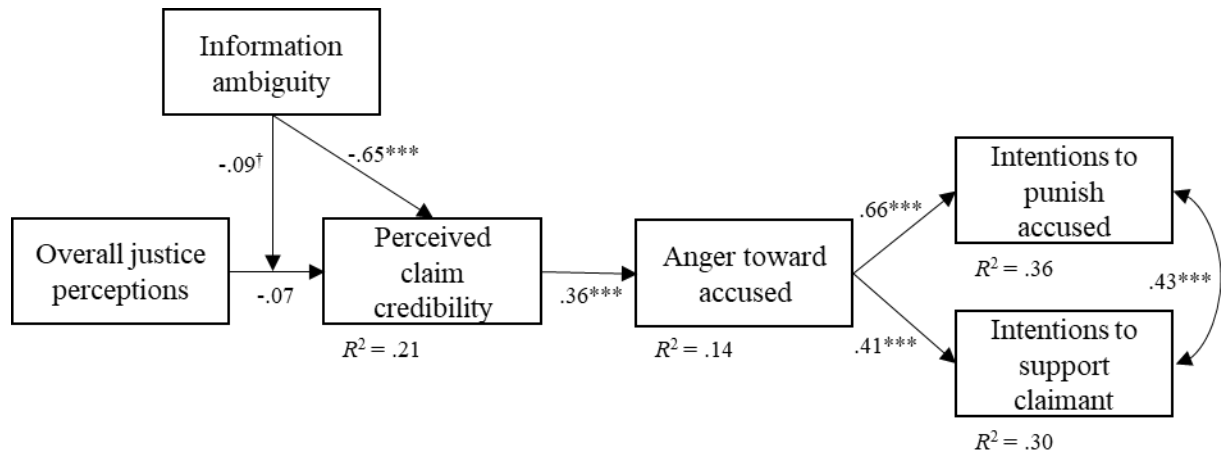 Information
ambiguity
-.09†
-.65***
Overall justice
perceptions
-.07
Perceived
claim
credibility
R² = .21
.36***
Anger toward
accused
R² = .14
.66***
.41***
Intentions to
punish
accused
R² = .36
.43***
Intentions to
support
claimant
R² = .30